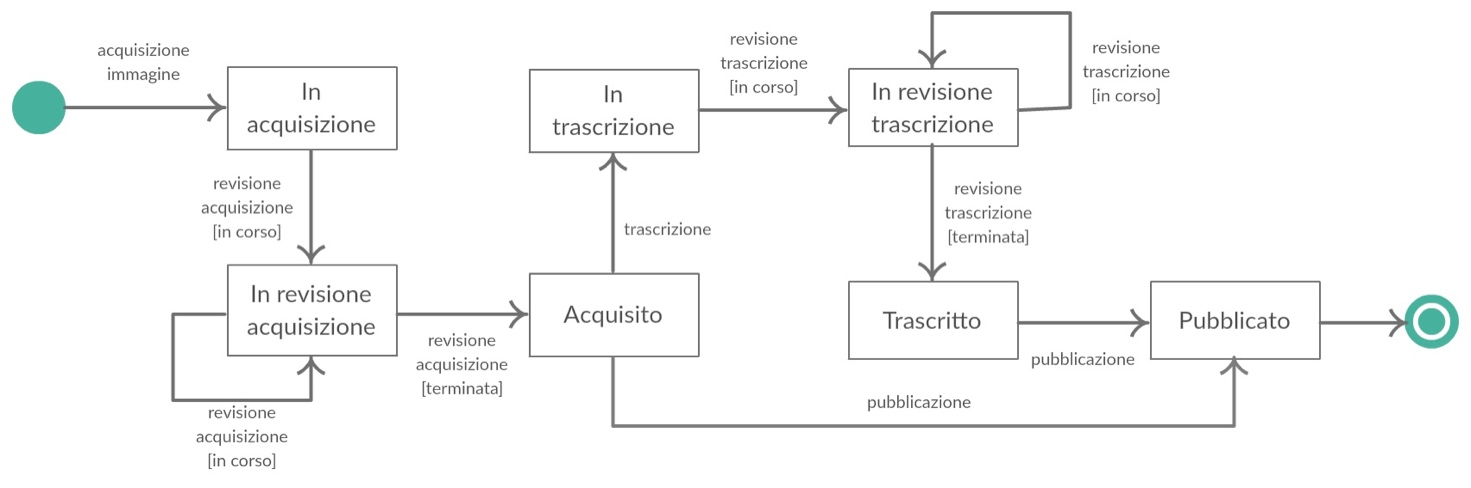 acquisizione
immagine
In
acquisizione
revisione
acquisizione
[in corso]
In revisione
acquisizione
revisione
acquisizione
[in corso]
revisione
acquisizione
[terminata]
Acquisito
trascrizione
In
trascrizione
revisione
trascrizione
[in corso]
In revisione
trascrizione
revisione
trascrizione
[in corso]
revisione
trascrizione
[terminata]
Trascritto
pubblicazione
Pubblicato
pubblicazione